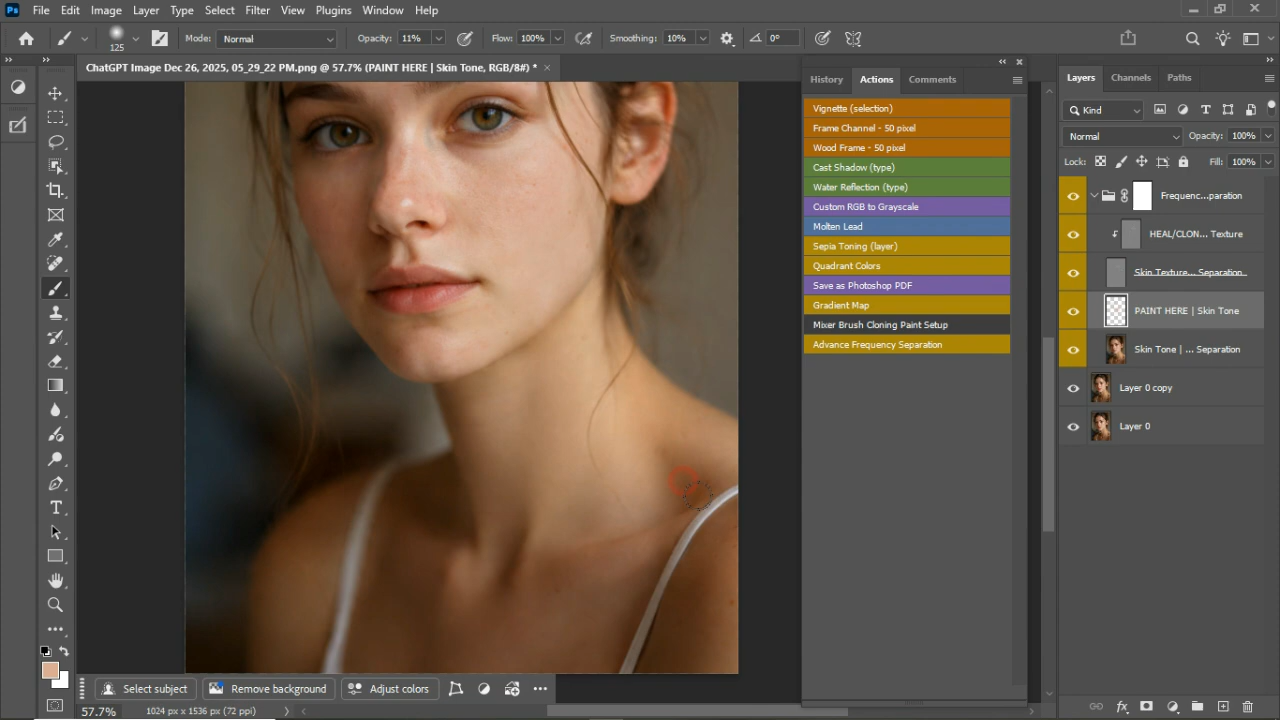 Ps File Edit Image Layer Type Select Filter View Plugins Window Help
125 Mode: Normal Opacity: 11% Flow: 100% Smoothing: 10% 0°
ChatGPT Image Dec 26, 2025, 05_29_22 PM.png @ 57.7% (PAINT HERE | Skin Tone, RGB/8#) *
History Actions Comments
Vignette (selection)
Frame Channel - 50 pixel
Wood Frame - 50 pixel
Cast Shadow (type)
Water Reflection (type)
Custom RGB to Grayscale
Molten Lead
Sepia Toning (layer)
Quadrant Colors
Save as Photoshop PDF
Gradient Map
Mixer Brush Cloning Paint Setup
Advance Frequency Separation
Layers Channels Paths
Kind
Normal Opacity: 100%
Lock: Fill: 100%
Frequenc...paration
HEAL/CLON... Texture
Skin Texture... Separation
PAINT HERE | Skin Tone
Skin Tone | ... Separation
Layer 0 copy
Layer 0
Select subject Remove background Adjust colors
57.7% 1024 px x 1536 px (72 ppi)